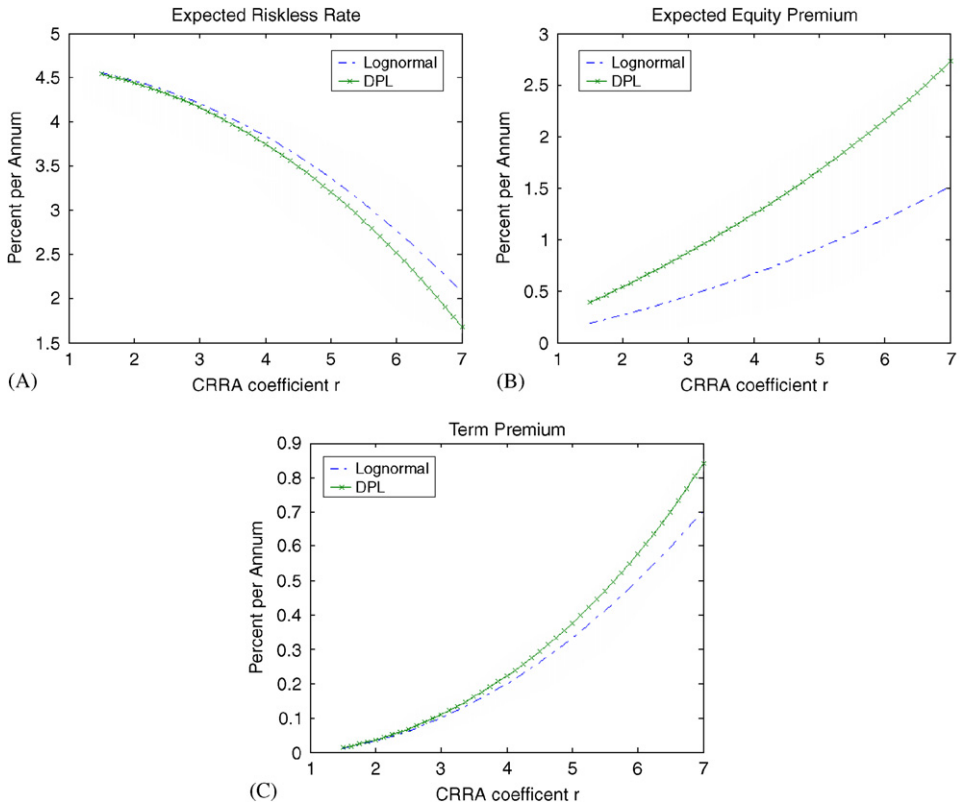 Expected Riskless Rate
Percent per Annum
5
4.5
4
3.5
3
2.5
2
1.5
Lognormal
DPL
1 2 3 4 5 6 7
CRRA coefficient r
(A)
Expected Equity Premium
Percent per Annum
3
2.5
2
1.5
1
0.5
0
Lognormal
DPL
1 2 3 4 5 6 7
CRRA coefficient r
(B)
Term Premium
Percent per Annum
0.9
0.8
0.7
0.6
0.5
0.4
0.3
0.2
0.1
0
Lognormal
DPL
1 2 3 4 5 6 7
CRRA coefficient r
(C)